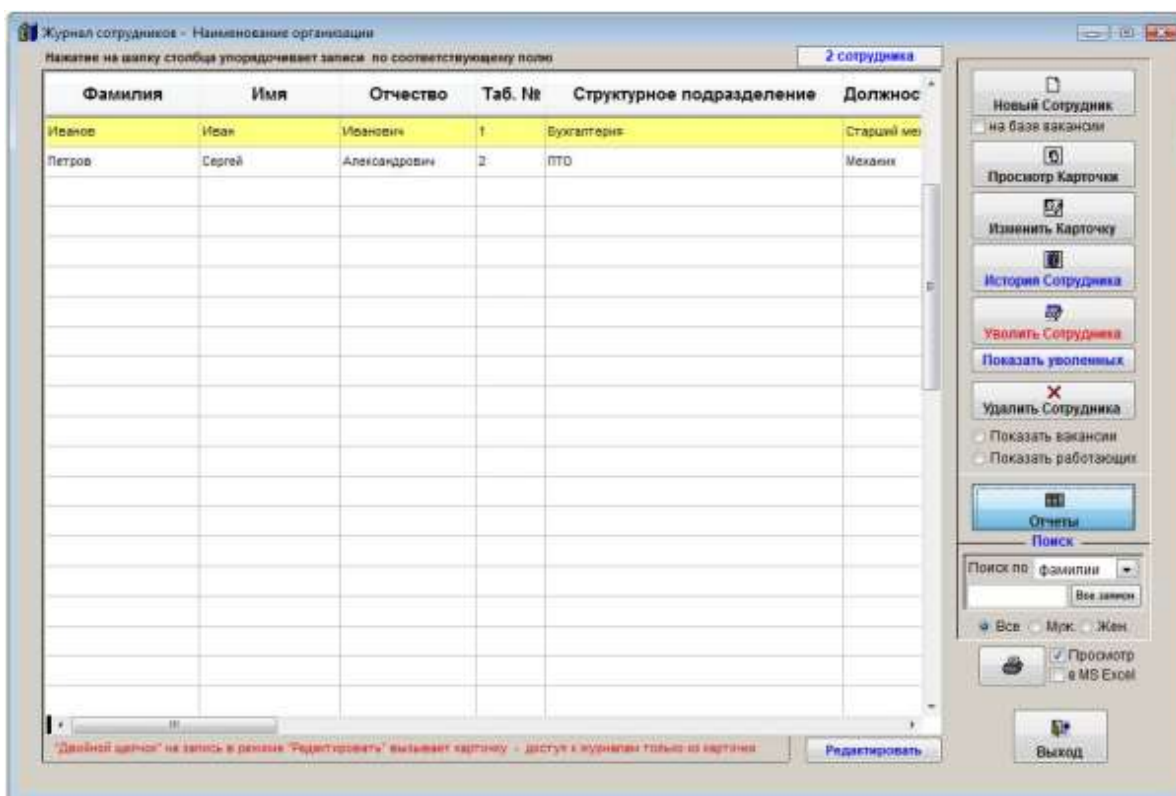 Журнал сотрудников - Наименование организации
Нажатие на шапку столбца упорядочивает записи по соответствующему полю
2 сотрудника
Фамилия Имя Отчество Таб. № Структурное подразделение Должнос
Иванов Иван Иванович 1 Бухгалтерия Старший мех
Петров Сергей Александрович 2 ПТО Механик
Новый Сотрудник
на базе вакансии
Просмотр Карточки
Изменить Карточку
История Сотрудника
Уволить Сотрудника
Показать уволенных
Удалить Сотрудника
Показать вакансии
Показать работающих
Отчеты
Поиск
Поиск по фамилии
Все записи
Все Муж. Жен.
Просмотр
в MS Excel
"Двойной щелчок" на запись в режиме "Редактировать" вызывает карточку - доступ к журналам только из карточки
Редактировать
Выход